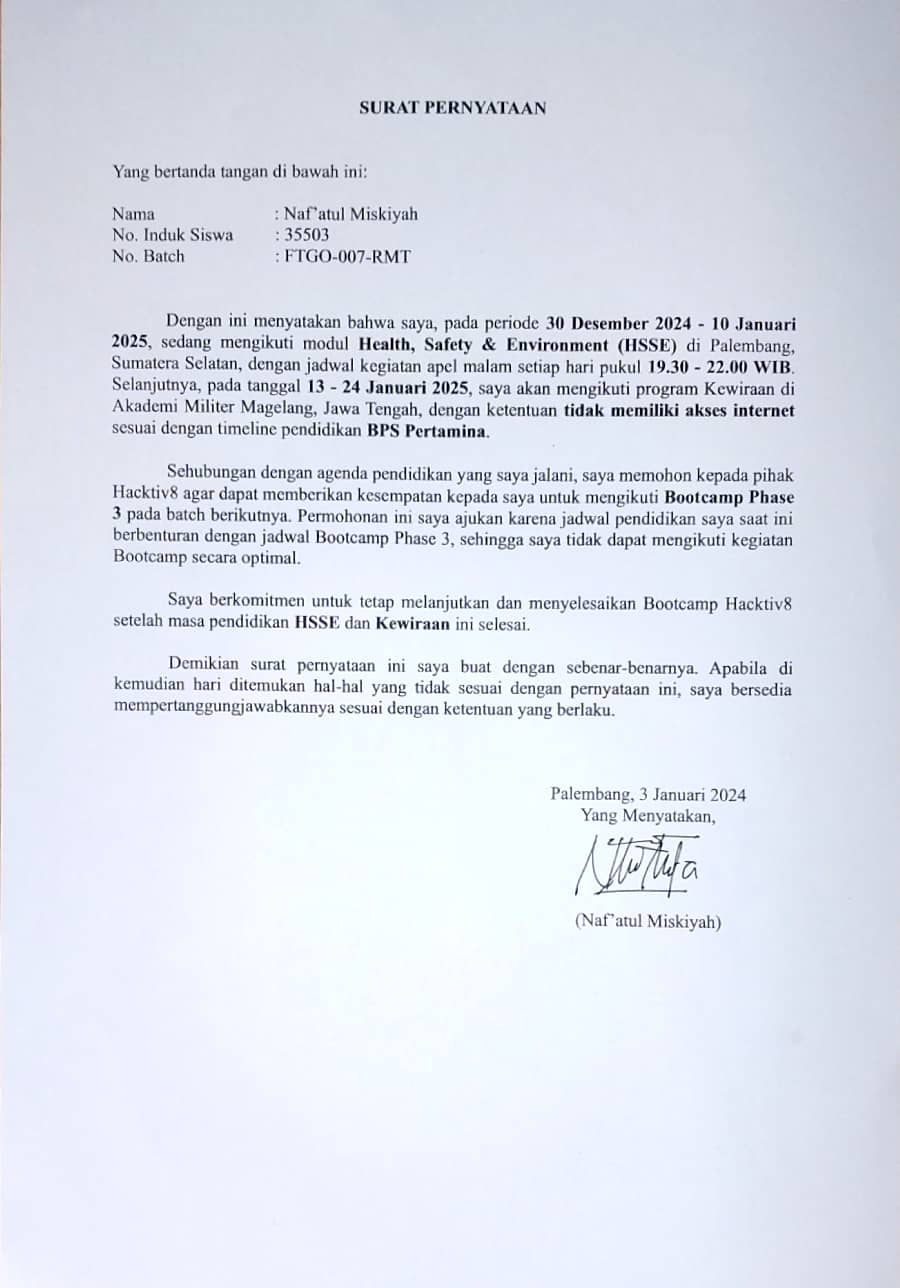 SURAT PERNYATAAN
Yang bertanda tangan di bawah ini:
Nama : Naf'atul Miskiyah
No. Induk Siswa : 35503
No. Batch : FTGO-007-RMT
Dengan ini menyatakan bahwa saya, pada periode 30 Desember 2024 - 10 Januari
2025, sedang mengikuti modul Health, Safety & Environment (HSSE) di Palembang,
Sumatera Selatan, dengan jadwal kegiatan apel malam setiap hari pukul 19.30 - 22.00 WIB.
Selanjutnya, pada tanggal 13 - 24 Januari 2025, saya akan mengikuti program Kewiraan di
Akademi Militer Magelang, Jawa Tengah, dengan ketentuan tidak memiliki akses internet
sesuai dengan timeline pendidikan BPS Pertamina.
Sehubungan dengan agenda pendidikan yang saya jalani, saya memohon kepada pihak
Hacktiv8 agar dapat memberikan kesempatan kepada saya untuk mengikuti Bootcamp Phase
3 pada batch berikutnya. Permohonan ini saya ajukan karena jadwal pendidikan saya saat ini
berbenturan dengan jadwal Bootcamp Phase 3, sehingga saya tidak dapat mengikuti kegiatan
Bootcamp secara optimal.
Saya berkomitmen untuk tetap melanjutkan dan menyelesaikan Bootcamp Hacktiv8
setelah masa pendidikan HSSE dan Kewiraan ini selesai.
Demikian surat pernyataan ini saya buat dengan sebenar-benarnya. Apabila di
kemudian hari ditemukan hal-hal yang tidak sesuai dengan pernyataan ini, saya bersedia
mempertanggungjawabkannya sesuai dengan ketentuan yang berlaku.
Palembang, 3 Januari 2024
Yang Menyatakan,
(Naf'atul Miskiyah)